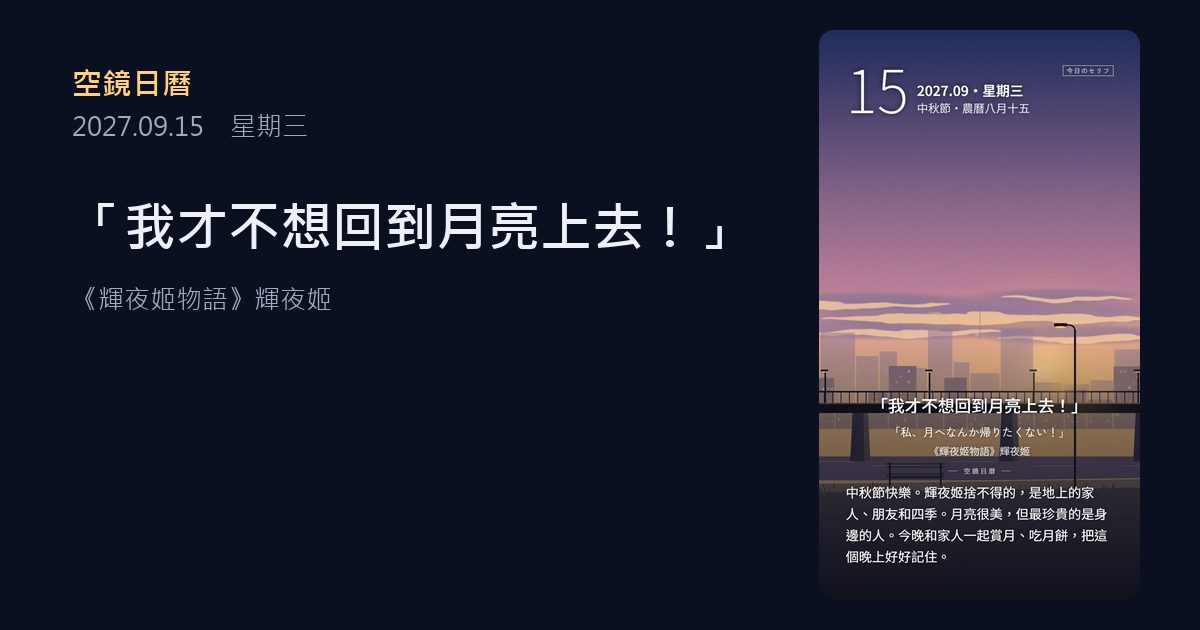 空鏡日曆
2027.09.15 星期三
「我才不想回到月亮上去！」
《輝夜姬物語》輝夜姬
今日のセリフ
15
2027.09・星期三
中秋節・農曆八月十五
「我才不想回到月亮上去！」
「私、月へなんか帰りたくない！」
《輝夜姬物語》輝夜姬
— 空鏡日曆 —
中秋節快樂。輝夜姬捨不得的，是地上的家
人、朋友和四季。月亮很美，但最珍貴的是身
邊的人。今晚和家人一起賞月、吃月餅，把這
個晚上好好記住。